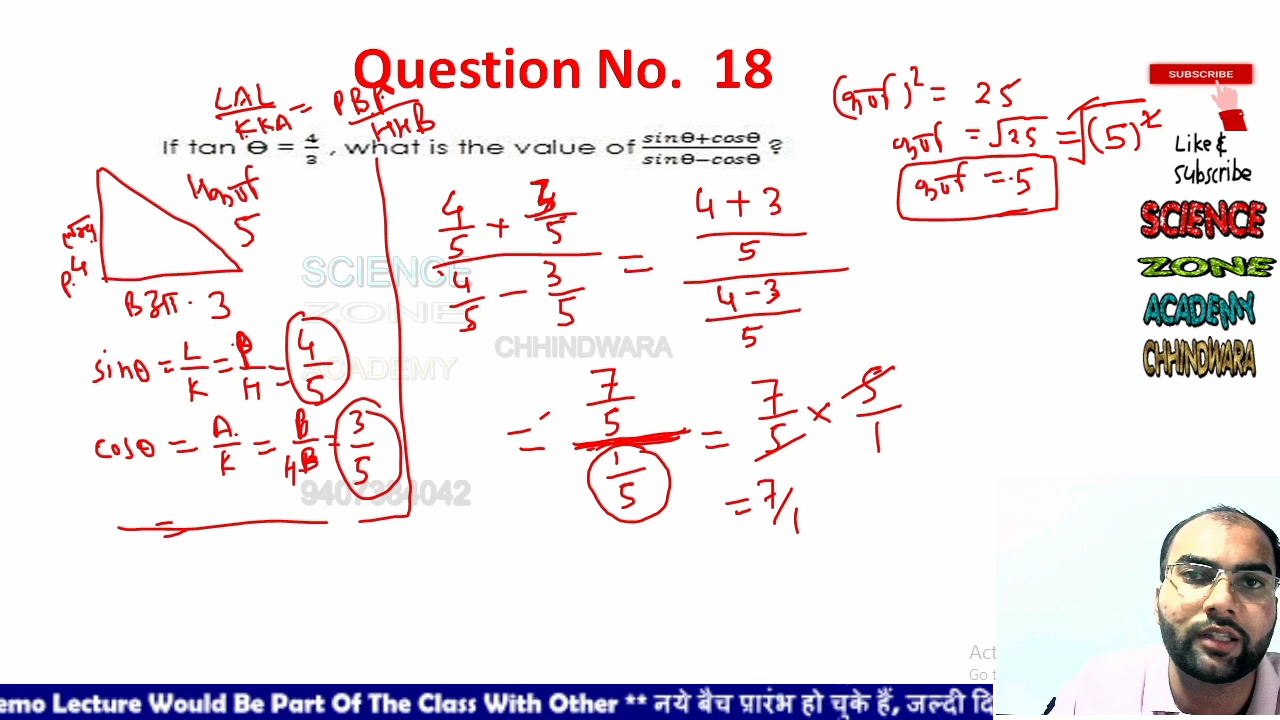 Question No. 18
LAL/KKA = PBP/HHB
If tan θ = 4/3 , what is the value of (sinθ+cosθ)/(sinθ−cosθ) ?
(कर्ण)² = 25
कर्ण = √25 = √(5)²
कर्ण = 5
SUBSCRIBE
Like &
Subscribe
SCIENCE
ZONE
ACADEMY
CHHINDWARA
H कर्ण
5
P 4
B 3
sinθ = L/K = P/H = 4/5
cosθ = A/K = B/H = 3/5
(4/5 + 3/5)/(4/5 − 3/5) = ((4+3)/5)/((4−3)/5)
= (7/5)/(1/5) = 7/5 × 5/1
= 7/1
SCIENCE
ZONE
ACADEMY
CHHINDWARA
emo Lecture Would Be Part Of The Class With Other ** नये बैच प्रारंभ हो चुके हैं, जल्दी दि